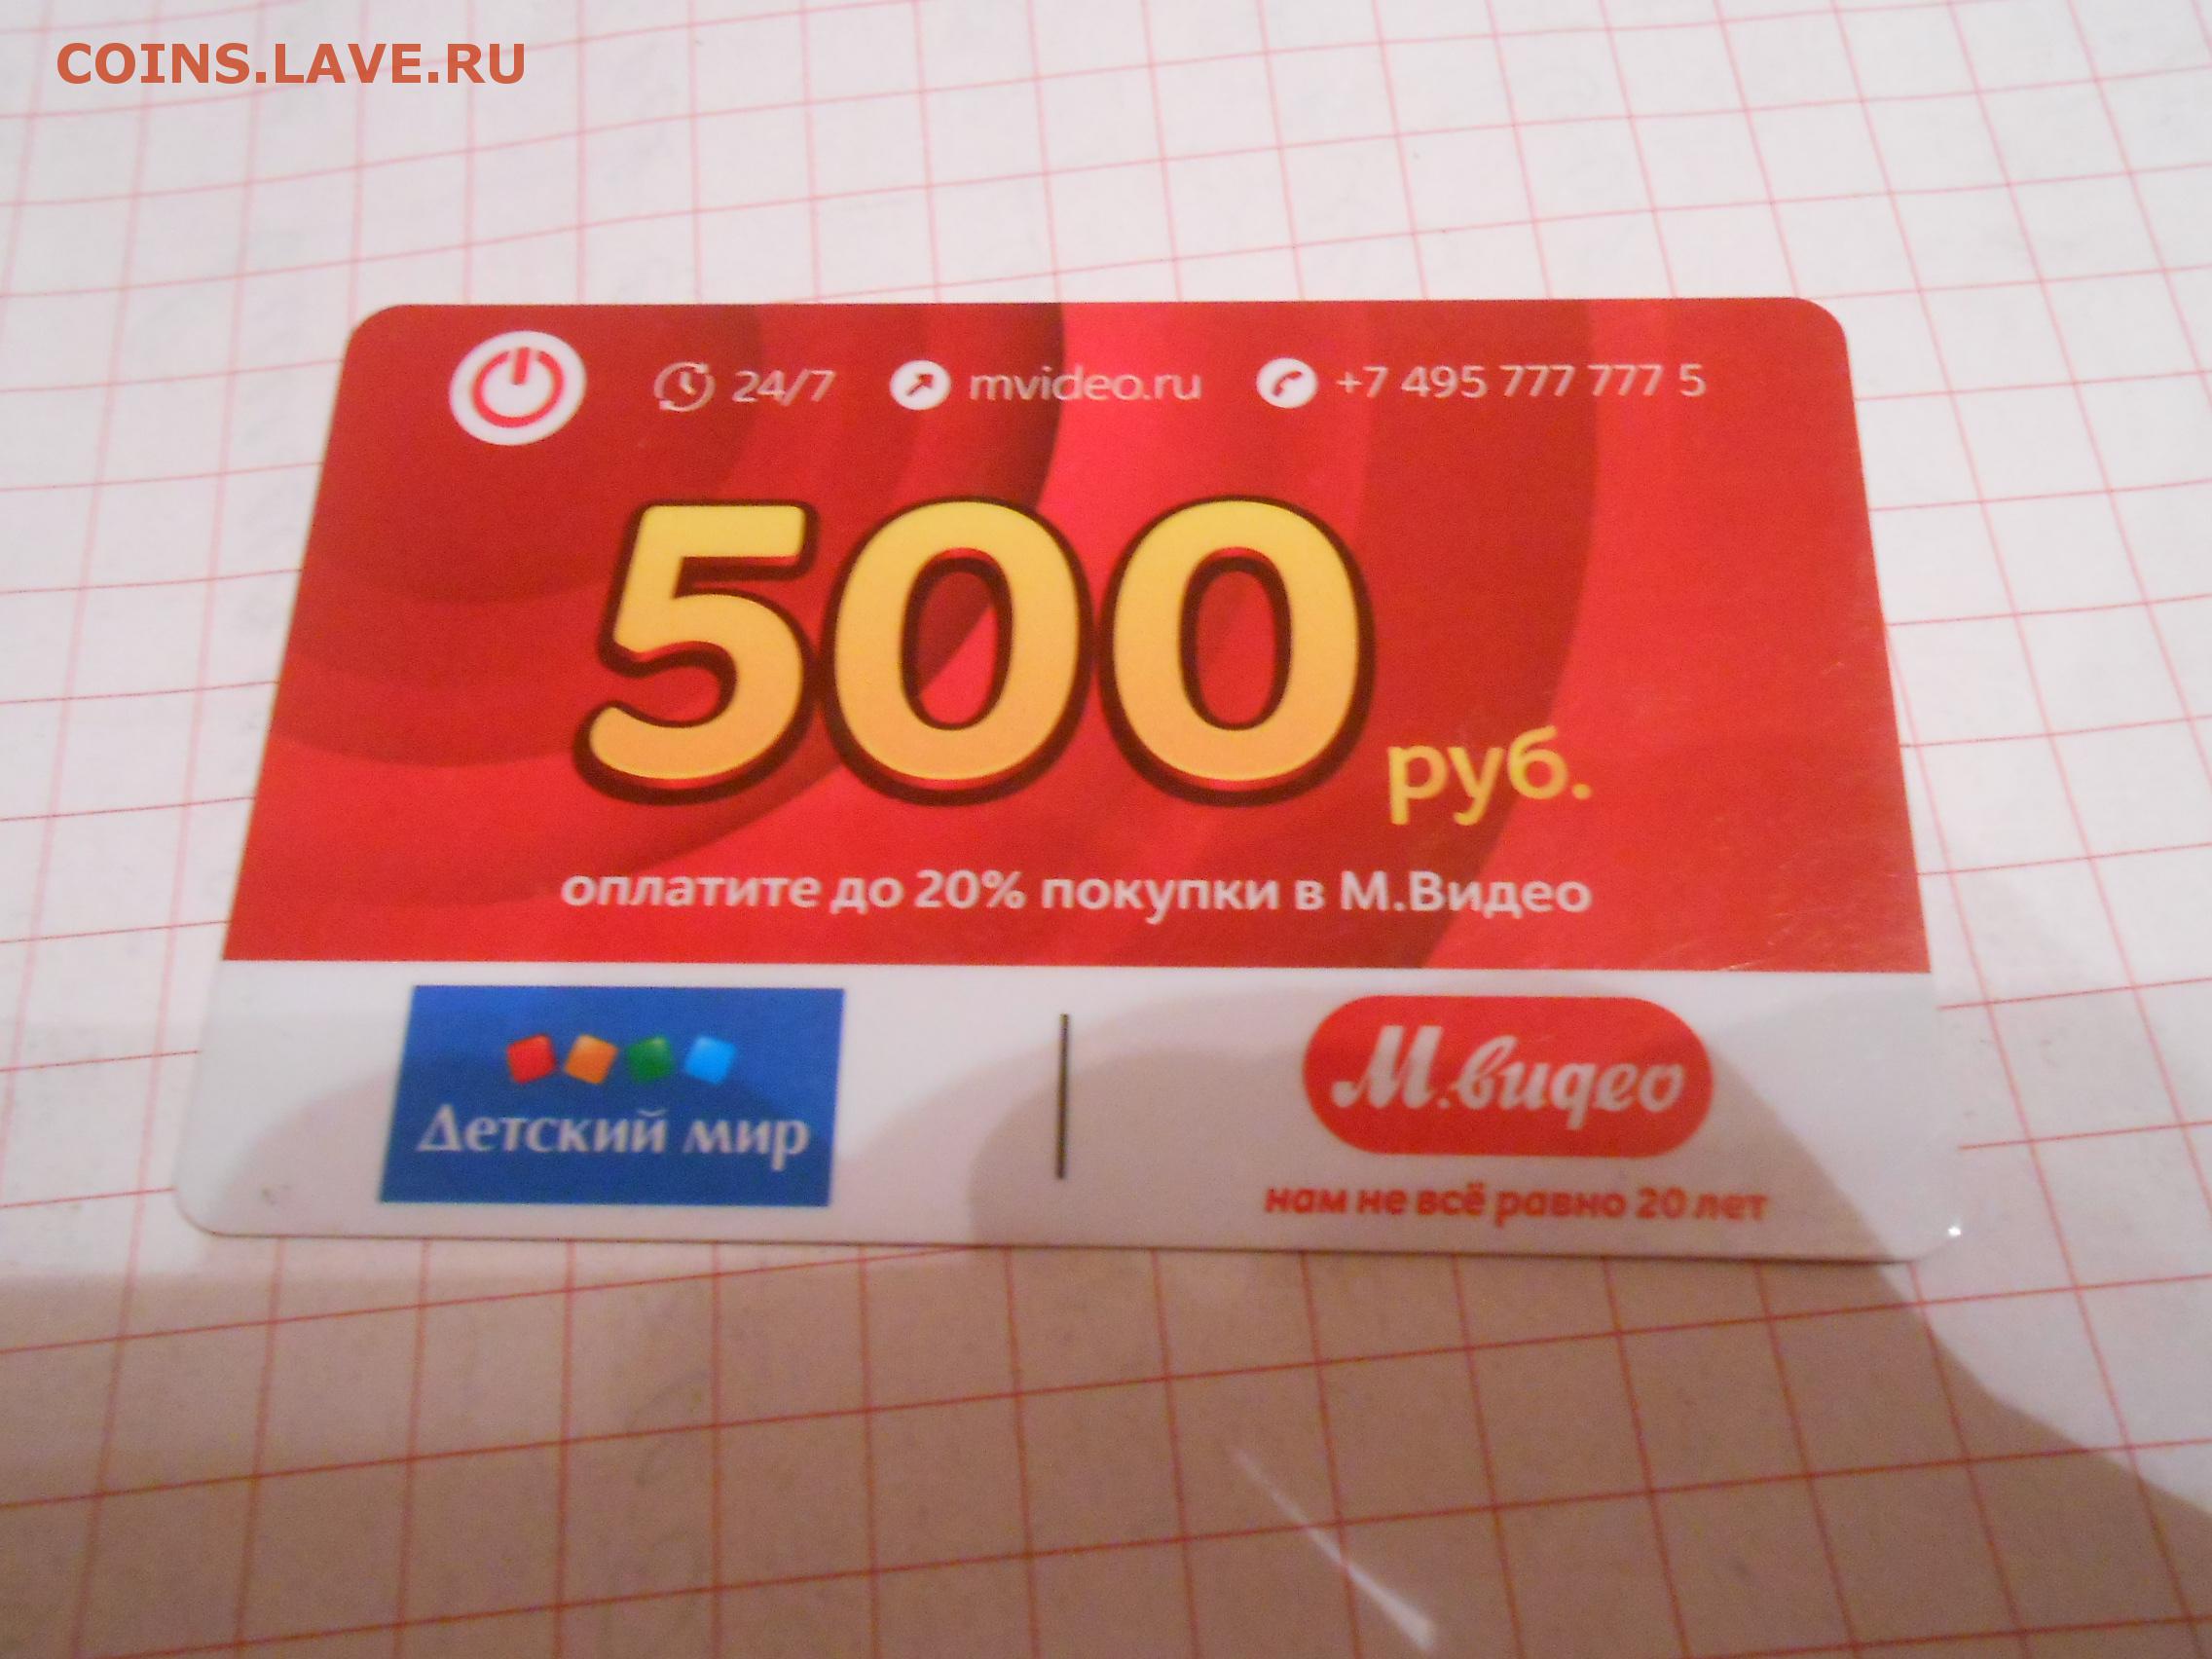 COINS.LAVE.RU
24/7 mvideo.ru +7 495 777 777 5
500 руб.
оплатите до 20% покупки в М.Видео
Детский мир
М.видео
нам не всё равно 20 лет